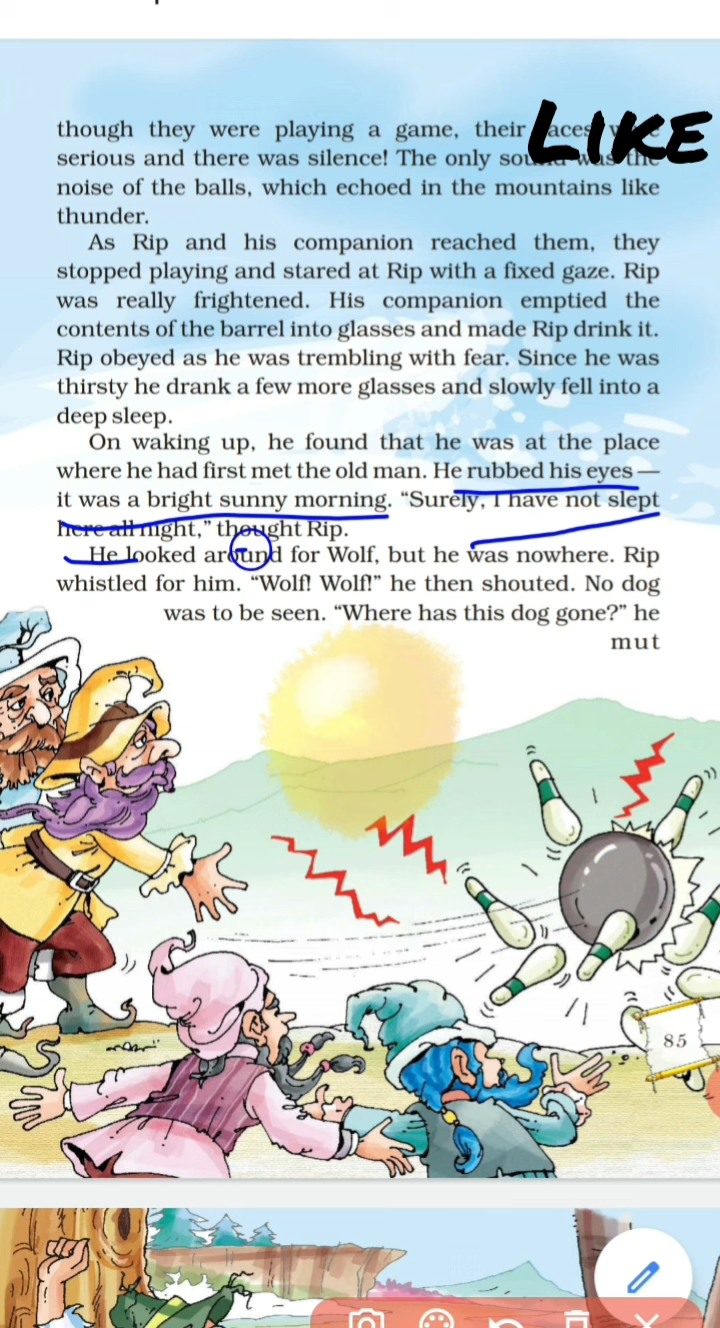 LIKE
though they were playing a game, their
serious and there was silence! The only was the
noise of the balls, which echoed in the mountains like
thunder.
As Rip and his companion reached them, they
stopped playing and stared at Rip with a fixed gaze. Rip
was really frightened. His companion emptied the
contents of the barrel into glasses and made Rip drink it.
Rip obeyed as he was trembling with fear. Since he was
thirsty he drank a few more glasses and slowly fell into a
deep sleep.
On waking up, he found that he was at the place
where he had first met the old man. He rubbed his eyes—
it was a bright sunny morning. “Surely, I have not slept
here all night,” thought Rip.
He looked around for Wolf, but he was nowhere. Rip
whistled for him. “Wolf! Wolf!” he then shouted. No dog
was to be seen. “Where has this dog gone?” he
mut
85